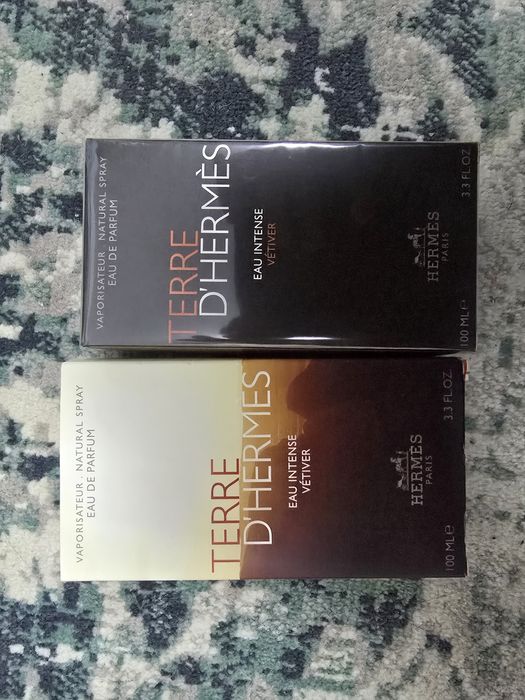 VAPORISATEUR . NATURAL SPRAY
EAU DE PARFUM
TERRE
D'HERMÈS
EAU INTENSE
VÉTIVER
HERMÈS
PARIS
100 ML℮ 3.3 FL.OZ.
VAPORISATEUR . NATURAL SPRAY
EAU DE PARFUM
TERRE
D'HERMÈS
EAU INTENSE
VÉTIVER
HERMÈS
PARIS
100 ML℮ 3.3 FL.OZ.